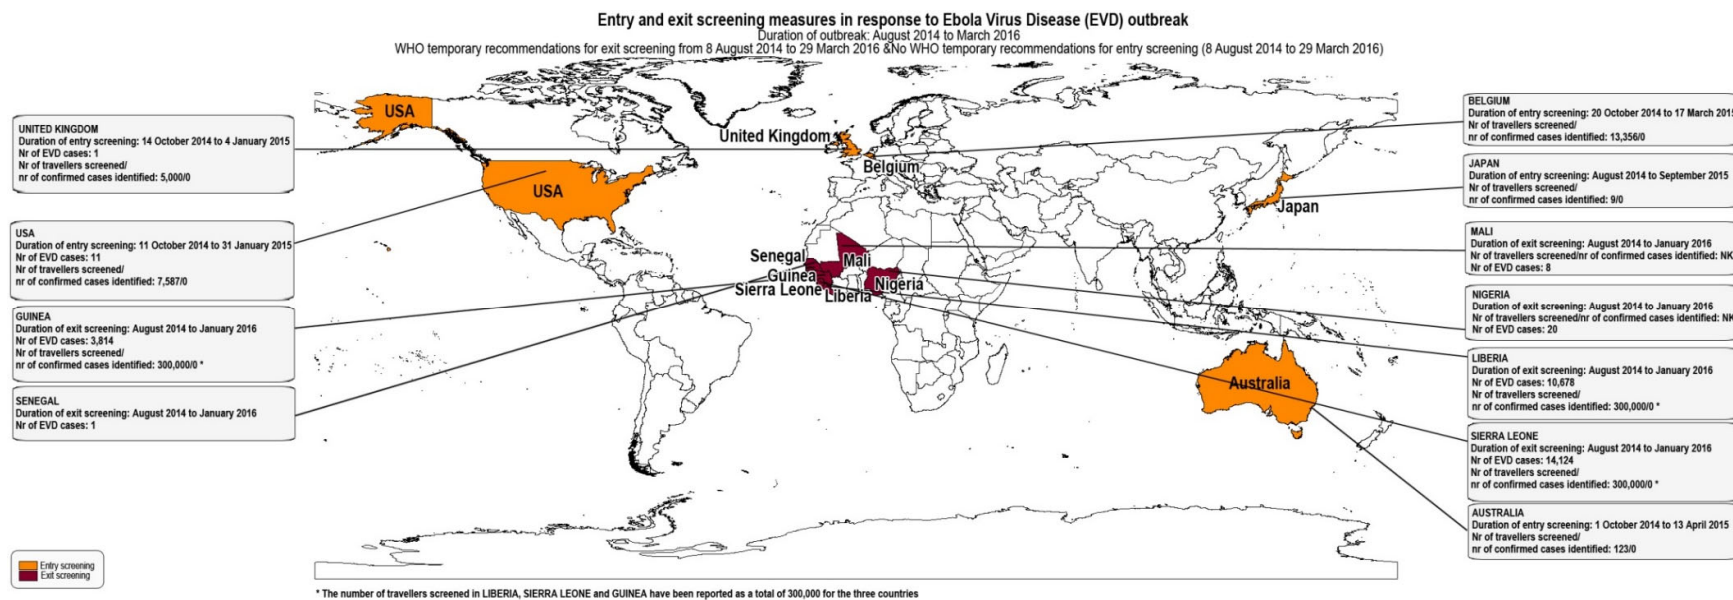 Entry and exit screening measures in response to Ebola Virus Disease (EVD) outbreak
Duration of outbreak: August 2014 to March 2016
WHO temporary recommendations for exit screening from 8 August 2014 to 29 March 2016 &No WHO temporary recommendations for entry screening (8 August 2014 to 29 March 2016)
UNITED KINGDOM
Duration of entry screening: 14 October 2014 to 4 January 2015
Nr of EVD cases: 1
Nr of travellers screened/
nr of confirmed cases identified: 5,000/0
USA
Duration of entry screening: 11 October 2014 to 31 January 2015
Nr of EVD cases: 11
Nr of travellers screened/
nr of confirmed cases identified: 7,587/0
GUINEA
Duration of exit screening: August 2014 to January 2016
Nr of EVD cases: 3,814
Nr of travellers screened/
nr of confirmed cases identified: 300,000/0 *
SENEGAL
Duration of exit screening: August 2014 to January 2016
Nr of EVD cases: 1
USA
USA
United Kingdom
Belgium
Japan
Senegal
Mali
Guinea
Nigeria
Sierra Leone
Liberia
Australia
BELGIUM
Duration of entry screening: 20 October 2014 to 17 March 2015
Nr of travellers screened/
nr of confirmed cases identified: 13,356/0
JAPAN
Duration of entry screening: August 2014 to September 2015
Nr of travellers screened/
nr of confirmed cases identified: 9/0
MALI
Duration of exit screening: August 2014 to January 2016
Nr of travellers screened/nr of confirmed cases identified: NK
Nr of EVD cases: 8
NIGERIA
Duration of exit screening: August 2014 to January 2016
Nr of travellers screened/nr of confirmed cases identified: NK
Nr of EVD cases: 20
LIBERIA
Duration of exit screening: August 2014 to January 2016
Nr of EVD cases: 10,678
Nr of travellers screened/
nr of confirmed cases identified: 300,000/0 *
SIERRA LEONE
Duration of exit screening: August 2014 to January 2016
Nr of EVD cases: 14,124
Nr of travellers screened/
nr of confirmed cases identified: 300,000/0 *
AUSTRALIA
Duration of entry screening: 1 October 2014 to 13 April 2015
Nr of travellers screened/
nr of confirmed cases identified: 123/0
Entry screening
Exit screening
* The number of travellers screened in LIBERIA, SIERRA LEONE and GUINEA have been reported as a total of 300,000 for the three countries